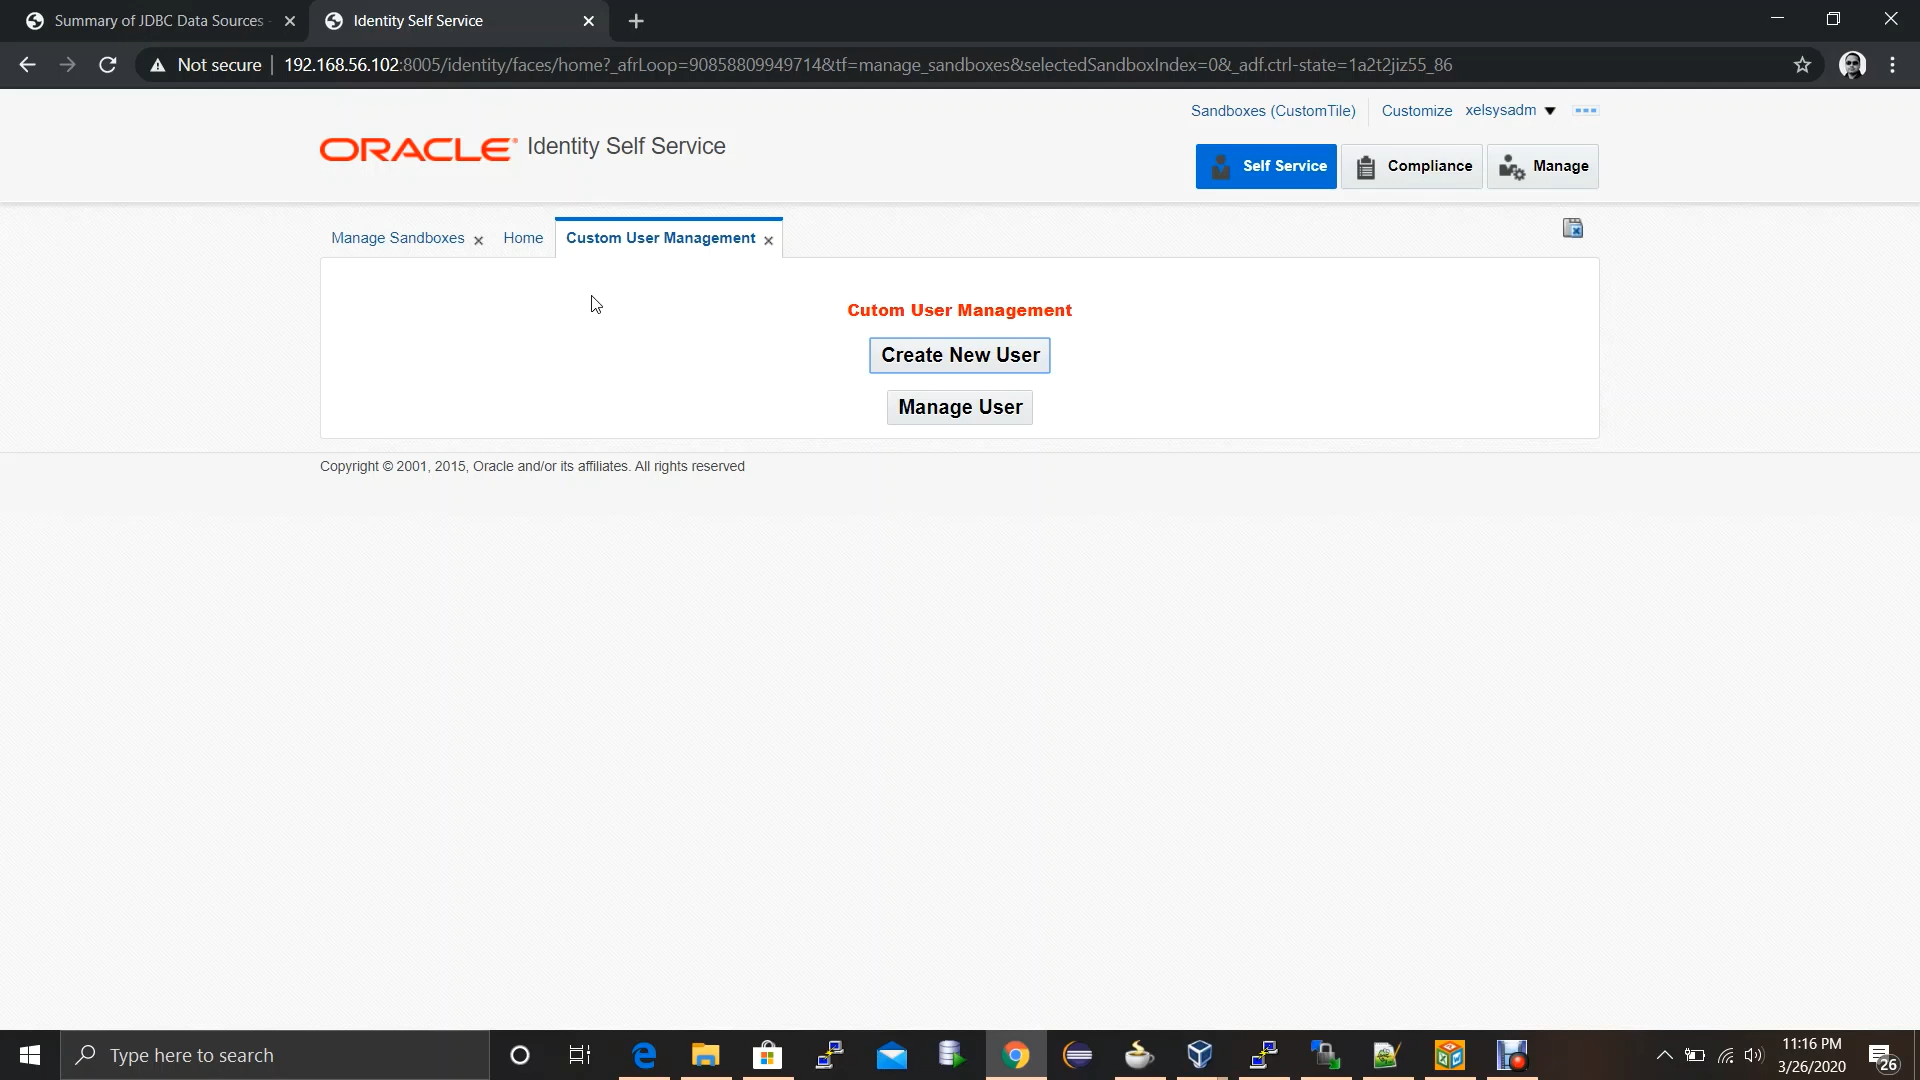 Summary of JDBC Data Sources
Identity Self Service
Not secure
192.168.56.102:8005/identity/faces/home?_afrLoop=908588099497148&tf=manage_sandboxes&selectedSandboxIndex=0&_adf.ctrl-state=1a2t2jiz55_86
Sandboxes (CustomTile)
Customize
xelsysadm
ORACLE Identity Self Service
Self Service
Compliance
Manage
Manage Sandboxes
Home
Custom User Management
Cutom User Management
Create New User
Manage User
Copyright © 2001, 2015, Oracle and/or its affiliates. All rights reserved
Type here to search
11:16 PM
3/26/2020
26